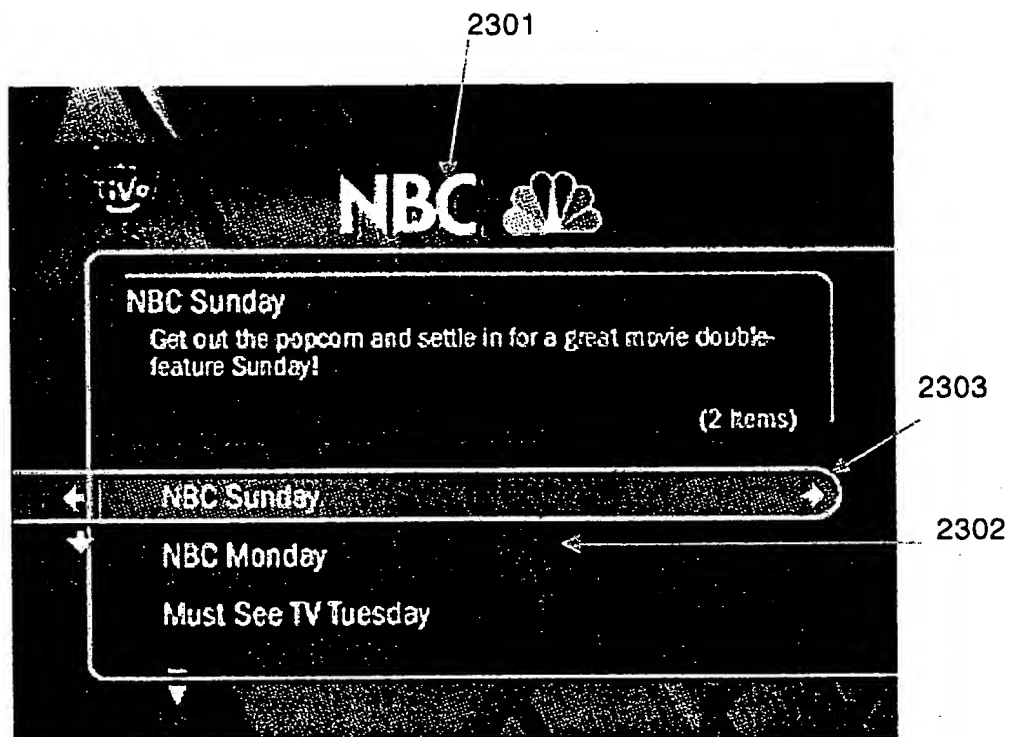 2301
TiVo
NBC
NBC Sunday
Get out the popcorn and settle in for a great movie double-
feature Sunday!
(2 Items)
2303
NBC Sunday
2302
NBC Monday
Must See TV Tuesday